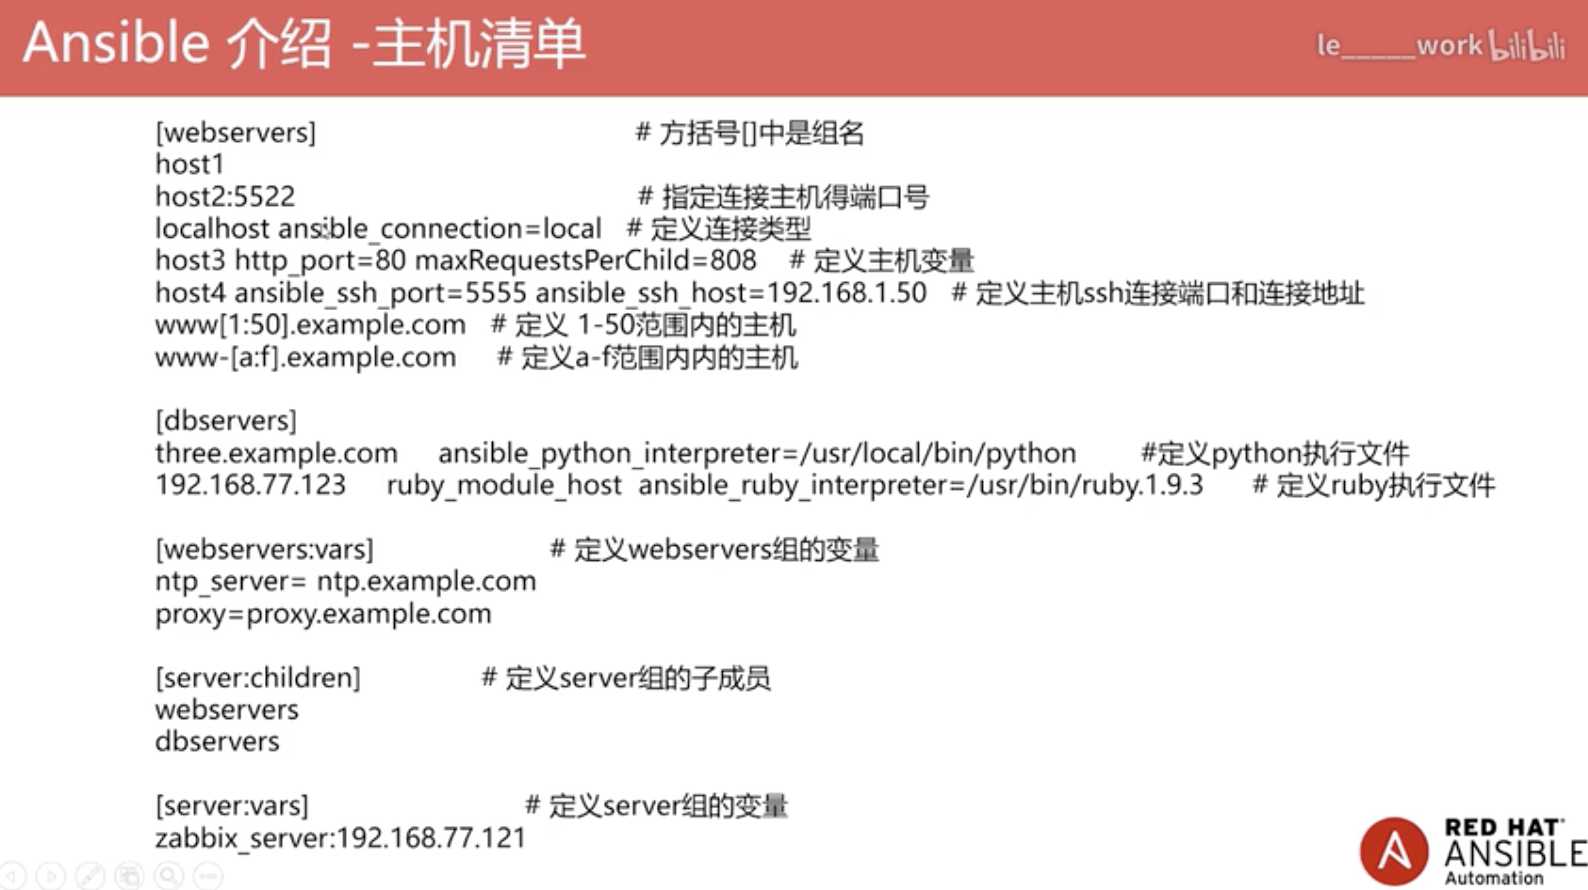 Ansible 介绍 -主机清单
le_____work bilibili
[webservers] # 方括号[]中是组名
host1
host2:5522 # 指定连接主机得端口号
localhost ansible_connection=local # 定义连接类型
host3 http_port=80 maxRequestsPerChild=808 # 定义主机变量
host4 ansible_ssh_port=5555 ansible_ssh_host=192.168.1.50 # 定义主机ssh连接端口和连接地址
www[1:50].example.com # 定义 1-50范围内的主机
www-[a:f].example.com # 定义a-f范围内内的主机
[dbservers]
three.example.com ansible_python_interpreter=/usr/local/bin/python #定义python执行文件
192.168.77.123 ruby_module_host ansible_ruby_interpreter=/usr/bin/ruby.1.9.3 # 定义ruby执行文件
[webservers:vars] # 定义webservers组的变量
ntp_server= ntp.example.com
proxy=proxy.example.com
[server:children] # 定义server组的子成员
webservers
dbservers
[server:vars] # 定义server组的变量
zabbix_server:192.168.77.121
RED HAT
ANSIBLE
Automation